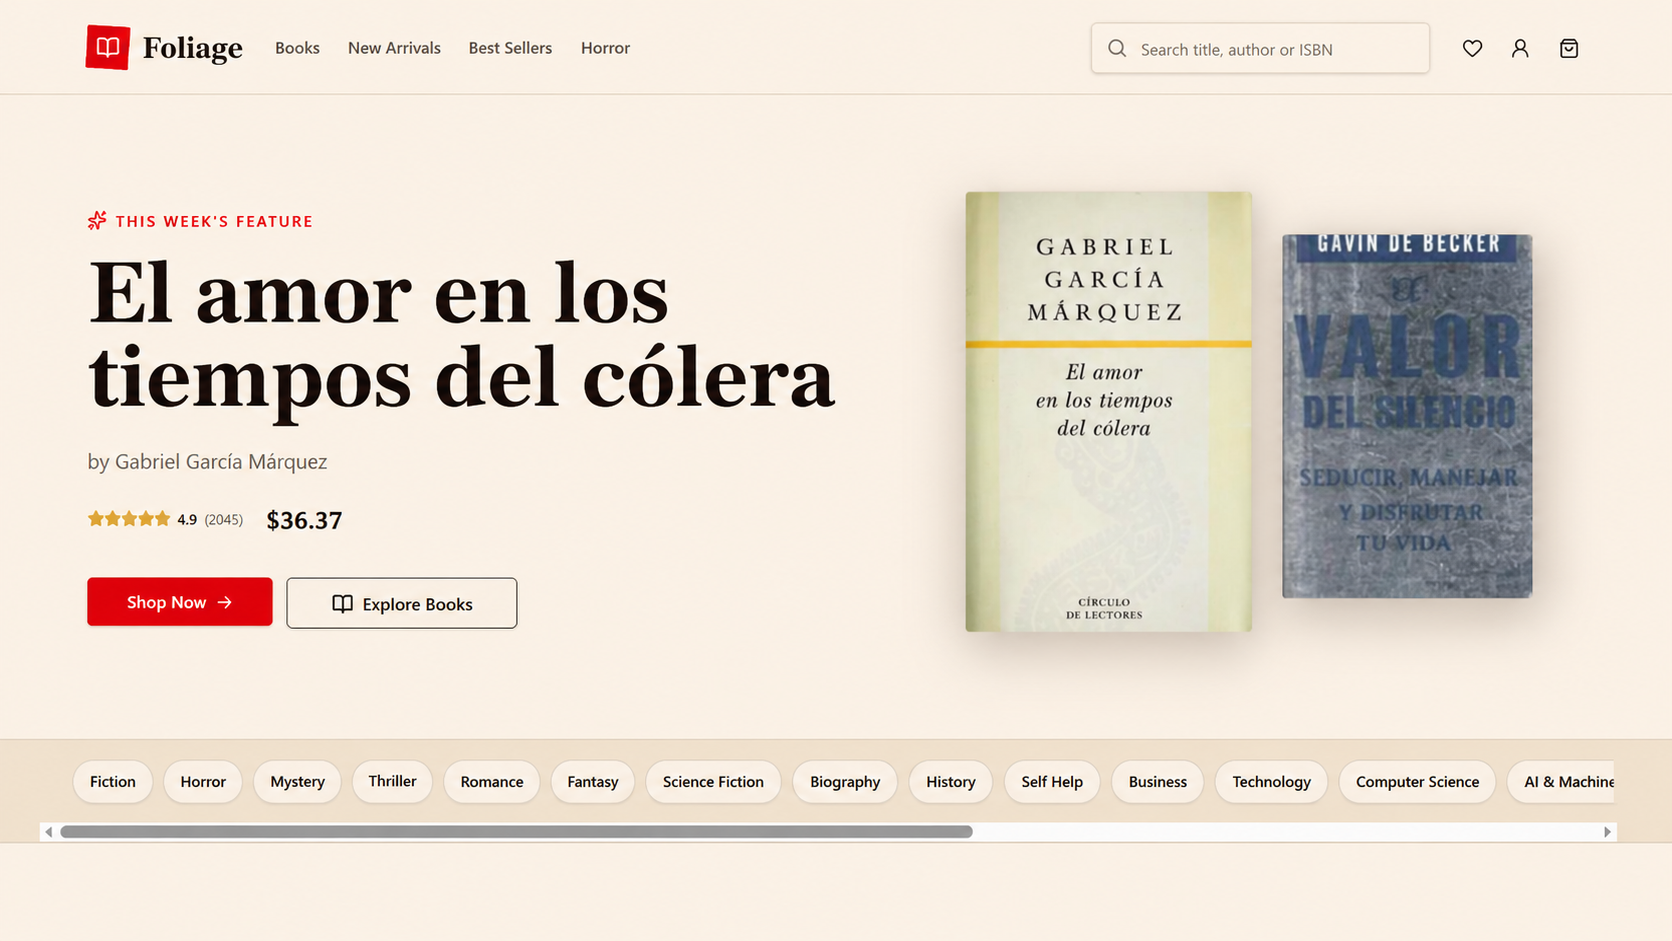 Foliage
Books
New Arrivals
Best Sellers
Horror
Search title, author or ISBN
THIS WEEK'S FEATURE
El amor en los
tiempos del cólera
by Gabriel García Márquez
4.9 (2045) $36.37
Shop Now
Explore Books
GABRIEL
GARCÍA
MÁRQUEZ
El amor
en los tiempos
del cólera
CÍRCULO
DE LECTORES
GAVIN DE BECKER
El
VALOR
DEL SILENCIO
SEDUCIR, MANEJAR
Y DISFRUTAR
TU VIDA
Fiction
Horror
Mystery
Thriller
Romance
Fantasy
Science Fiction
Biography
History
Self Help
Business
Technology
Computer Science
AI & Machine